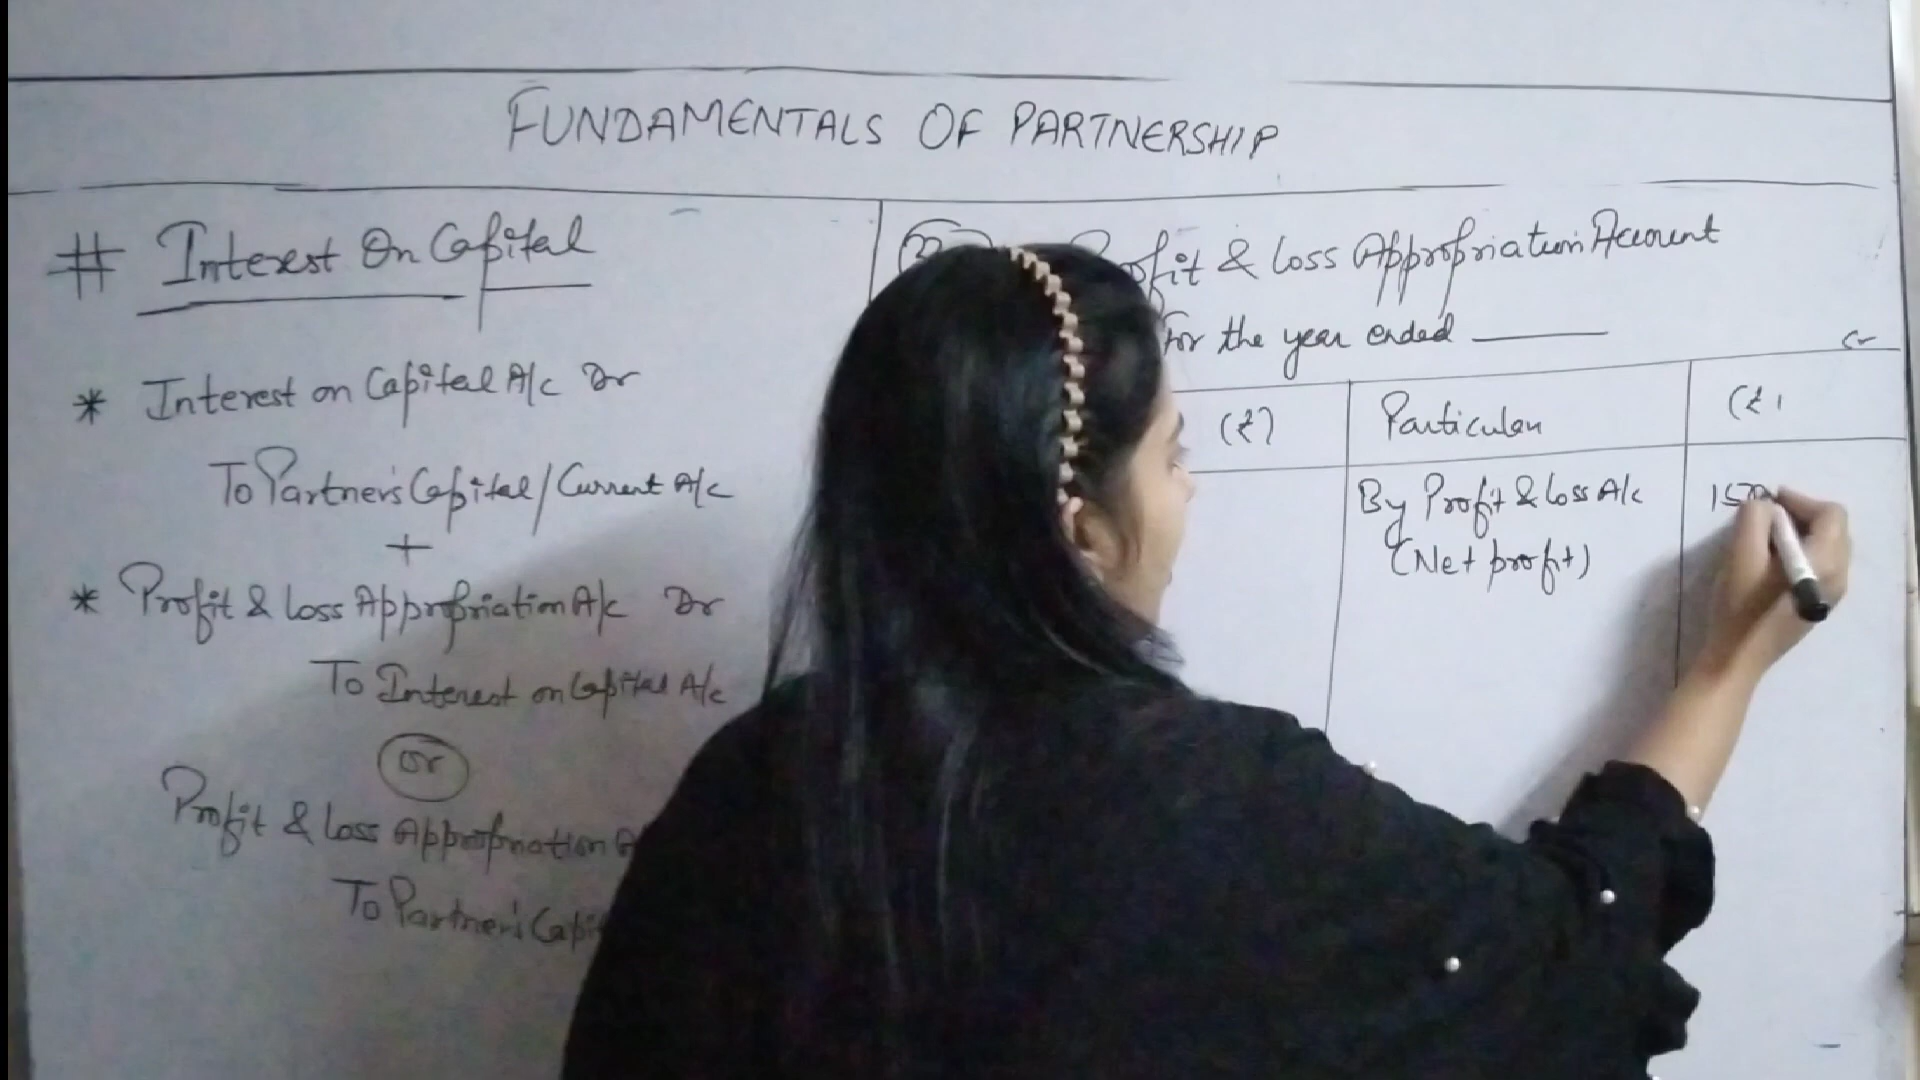 FUNDAMENTALS OF PARTNERSHIP
# Interest On Capital
* Interest on Capital A/c Dr
To Partner's Capital/Current A/c
+
* Profit & Loss Appropriation A/c Dr
To Interest on Capital A/c
Or
Profit & Loss Appropriation
To Partner's
Profit & Loss Appropriation Account
For the year ended
Cr
(₹) Particulars (₹
By Profit & Loss A/c
(Net profit)